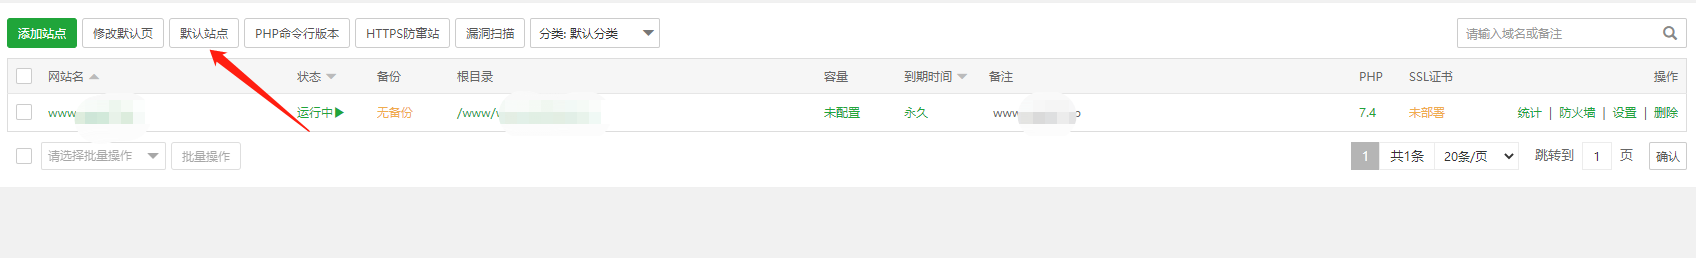 添加站点 修改默认页 默认站点 PHP命令行版本 HTTPS防窜站 漏洞扫描 分类: 默认分类 请输入域名或备注
网站名 状态 备份 根目录 容量 到期时间 备注 PHP SSL证书 操作
www 运行中 无备份 /www/ 未配置 永久 www 7.4 未部署 统计 | 防火墙 | 设置 | 删除
请选择批量操作 批量操作 1 共1条 20条/页 跳转到 1 页 确认